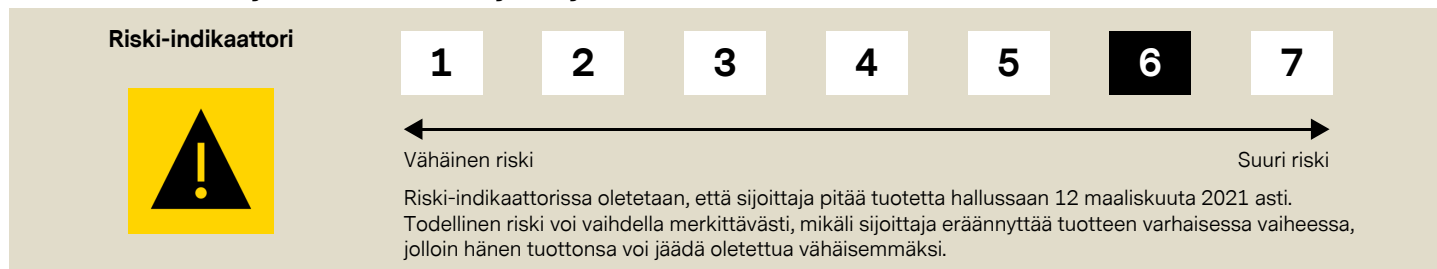 Riski-indikaattori
1 2 3 4 5 6 7
Vähäinen riski Suuri riski
Riski-indikaattorissa oletetaan, että sijoittaja pitää tuotetta hallussaan 12 maaliskuuta 2021 asti.
Todellinen riski voi vaihdella merkittävästi, mikäli sijoittaja eräännyttää tuotteen varhaisessa vaiheessa,
jolloin hänen tuottonsa voi jäädä oletettua vähäisemmäksi.